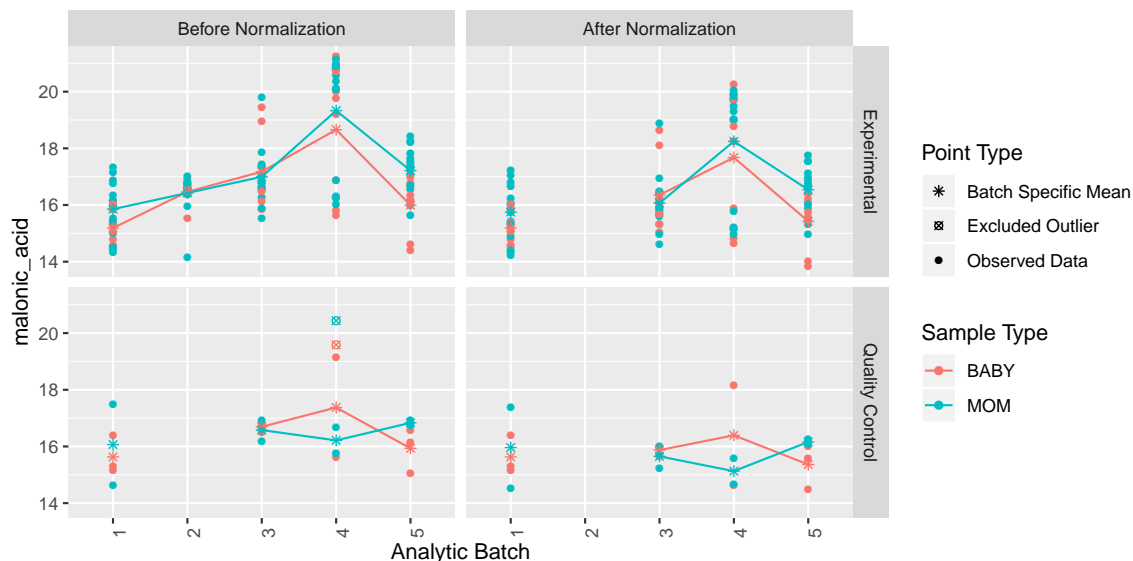 Before Normalization
After Normalization
20
18
16
14
Experimental
20
18
16
14
Quality Control
malonic_acid
1
2
3
4
5
1
2
3
4
5
Analytic Batch
Point Type
Batch Specific Mean
Excluded Outlier
Observed Data
Sample Type
BABY
MOM